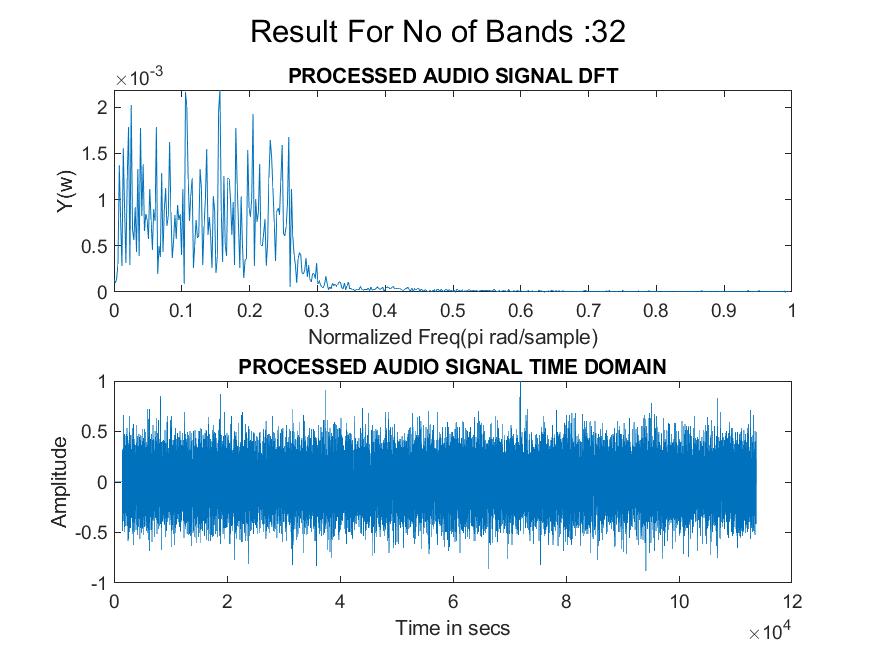 Result For No of Bands :32
×10-3
PROCESSED AUDIO SIGNAL DFT
2
1.5
1
0.5
0
Y(w)
0 0.1 0.2 0.3 0.4 0.5 0.6 0.7 0.8 0.9 1
Normalized Freq(pi rad/sample)
PROCESSED AUDIO SIGNAL TIME DOMAIN
1
0.5
0
-0.5
-1
Amplitude
0 2 4 6 8 10 12
Time in secs
×104